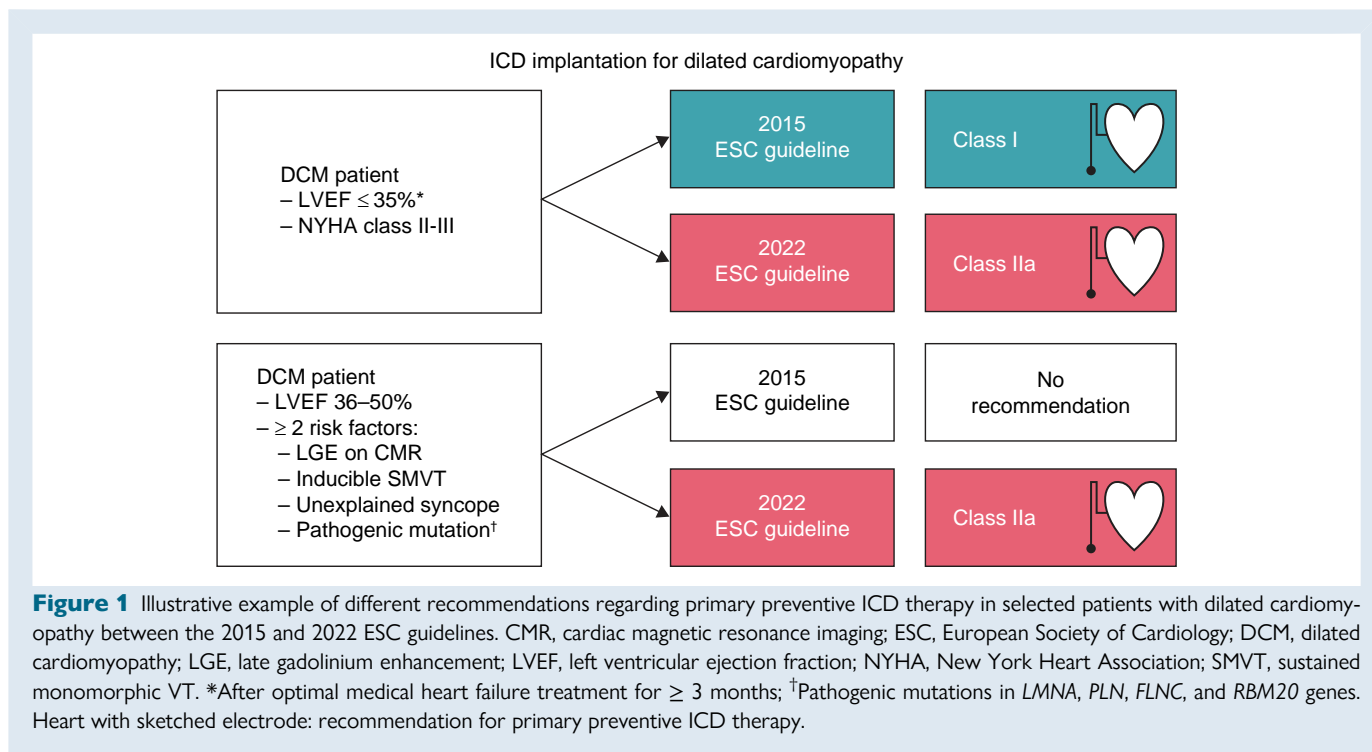 ICD implantation for dilated cardiomyopathy
DCM patient
– LVEF ≤ 35%*
– NYHA class II-III
2015
ESC guideline
Class I
2022
ESC guideline
Class IIa
DCM patient
– LVEF 36–50%
– ≥ 2 risk factors:
– LGE on CMR
– Inducible SMVT
– Unexplained syncope
– Pathogenic mutation†
2015
ESC guideline
No
recommendation
2022
ESC guideline
Class IIa
Figure 1 Illustrative example of different recommendations regarding primary preventive ICD therapy in selected patients with dilated cardiomy-
opathy between the 2015 and 2022 ESC guidelines. CMR, cardiac magnetic resonance imaging; ESC, European Society of Cardiology; DCM, dilated
cardiomyopathy; LGE, late gadolinium enhancement; LVEF, left ventricular ejection fraction; NYHA, New York Heart Association; SMVT, sustained
monomorphic VT. *After optimal medical heart failure treatment for ≥ 3 months; †Pathogenic mutations in LMNA, PLN, FLNC, and RBM20 genes.
Heart with sketched electrode: recommendation for primary preventive ICD therapy.